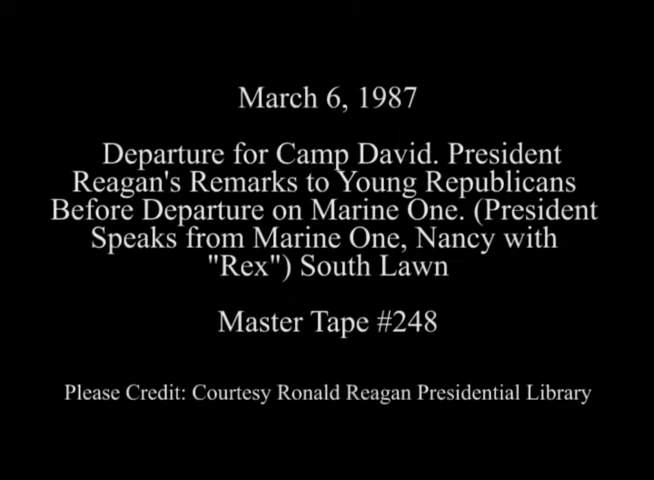 March 6, 1987
Departure for Camp David. President
Reagan's Remarks to Young Republicans
Before Departure on Marine One. (President
Speaks from Marine One, Nancy with
"Rex") South Lawn
Master Tape #248
Please Credit: Courtesy Ronald Reagan Presidential Library